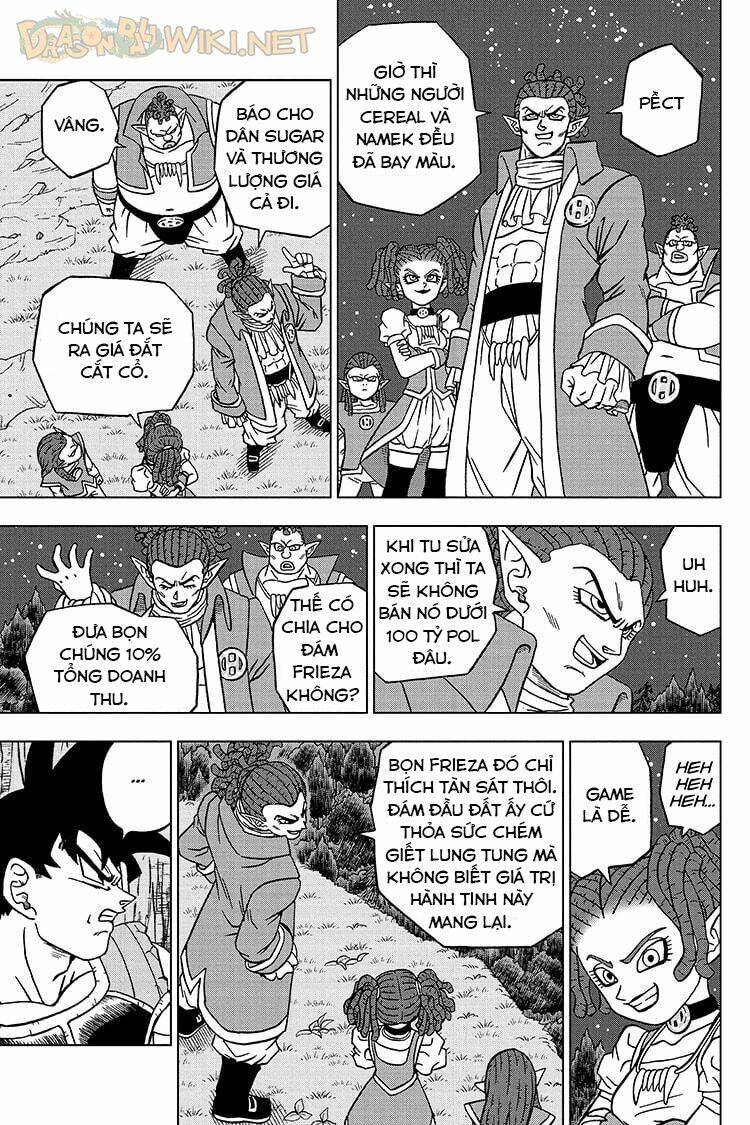 DRAGON BALL WIKI.NET
PỀCT
GIỜ THÌ
NHỮNG NGƯỜI
CEREAL VÀ
NAMEK ĐỀU
ĐÃ BAY MÀU.
BÁO CHO
DÂN SUGAR
VÀ THƯƠNG
LƯỢNG GIÁ
CẢ ĐI.
VÂNG.
CHÚNG TA SẼ
RA GIÁ ĐẮT
CẮT CỔ.
UH
HUH.
KHI TU SỬA
XONG THÌ TA
SẼ KHÔNG
BÁN NÓ DƯỚI
100 TỶ POL
ĐÂU.
THẾ CÓ
CHIA CHO
ĐÁM
FRIEZA
KHÔNG?
ĐƯA BỌN
CHÚNG 10%
TỔNG DOANH
THU.
HEH
HEH
HEH...
GAME
LÀ DỄ.
BỌN FRIEZA ĐÓ CHỈ
THÍCH TÀN SÁT THÔI.
ĐÁM ĐẦU ĐẤT ẤY CỨ
THỎA SỨC CHÉM
GIẾT LUNG TUNG MÀ
KHÔNG BIẾT GIÁ TRỊ
HÀNH TINH NÀY
MANG LẠI.
...